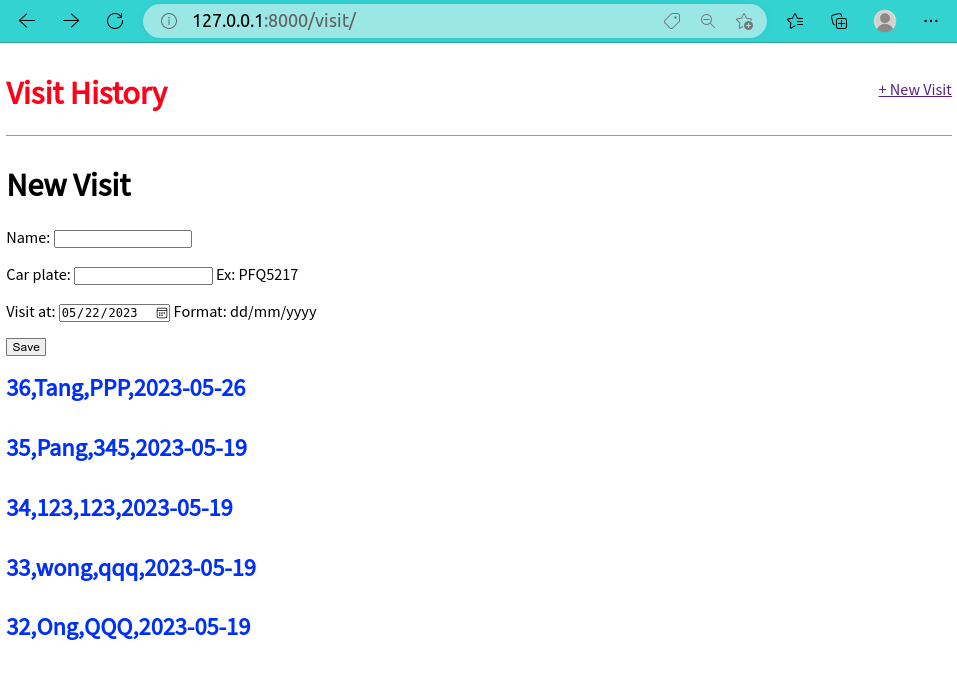 127.0.0.1:8000/visit/
Visit History
+ New Visit
New Visit
Name:
Car plate: Ex: PFQ5217
Visit at: 05/22/2023 Format: dd/mm/yyyy
Save
36,Tang,PPP,2023-05-26
35,Pang,345,2023-05-19
34,123,123,2023-05-19
33,wong,qqq,2023-05-19
32,Ong,QQQ,2023-05-19